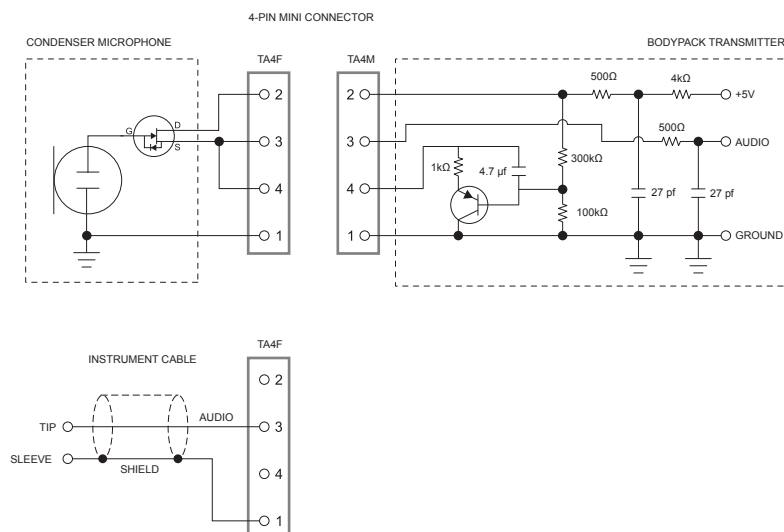 4-PIN MINI CONNECTOR
CONDENSER MICROPHONE
TA4F
TA4M
BODYPACK TRANSMITTER
G
D
S
2
3
4
1
2
3
4
1
500Ω
4kΩ
+5V
500Ω
AUDIO
1kΩ
4.7 µf
300kΩ
100kΩ
27 pf
27 pf
GROUND
INSTRUMENT CABLE
TA4F
2
TIP
AUDIO
3
SLEEVE
SHIELD
4
1